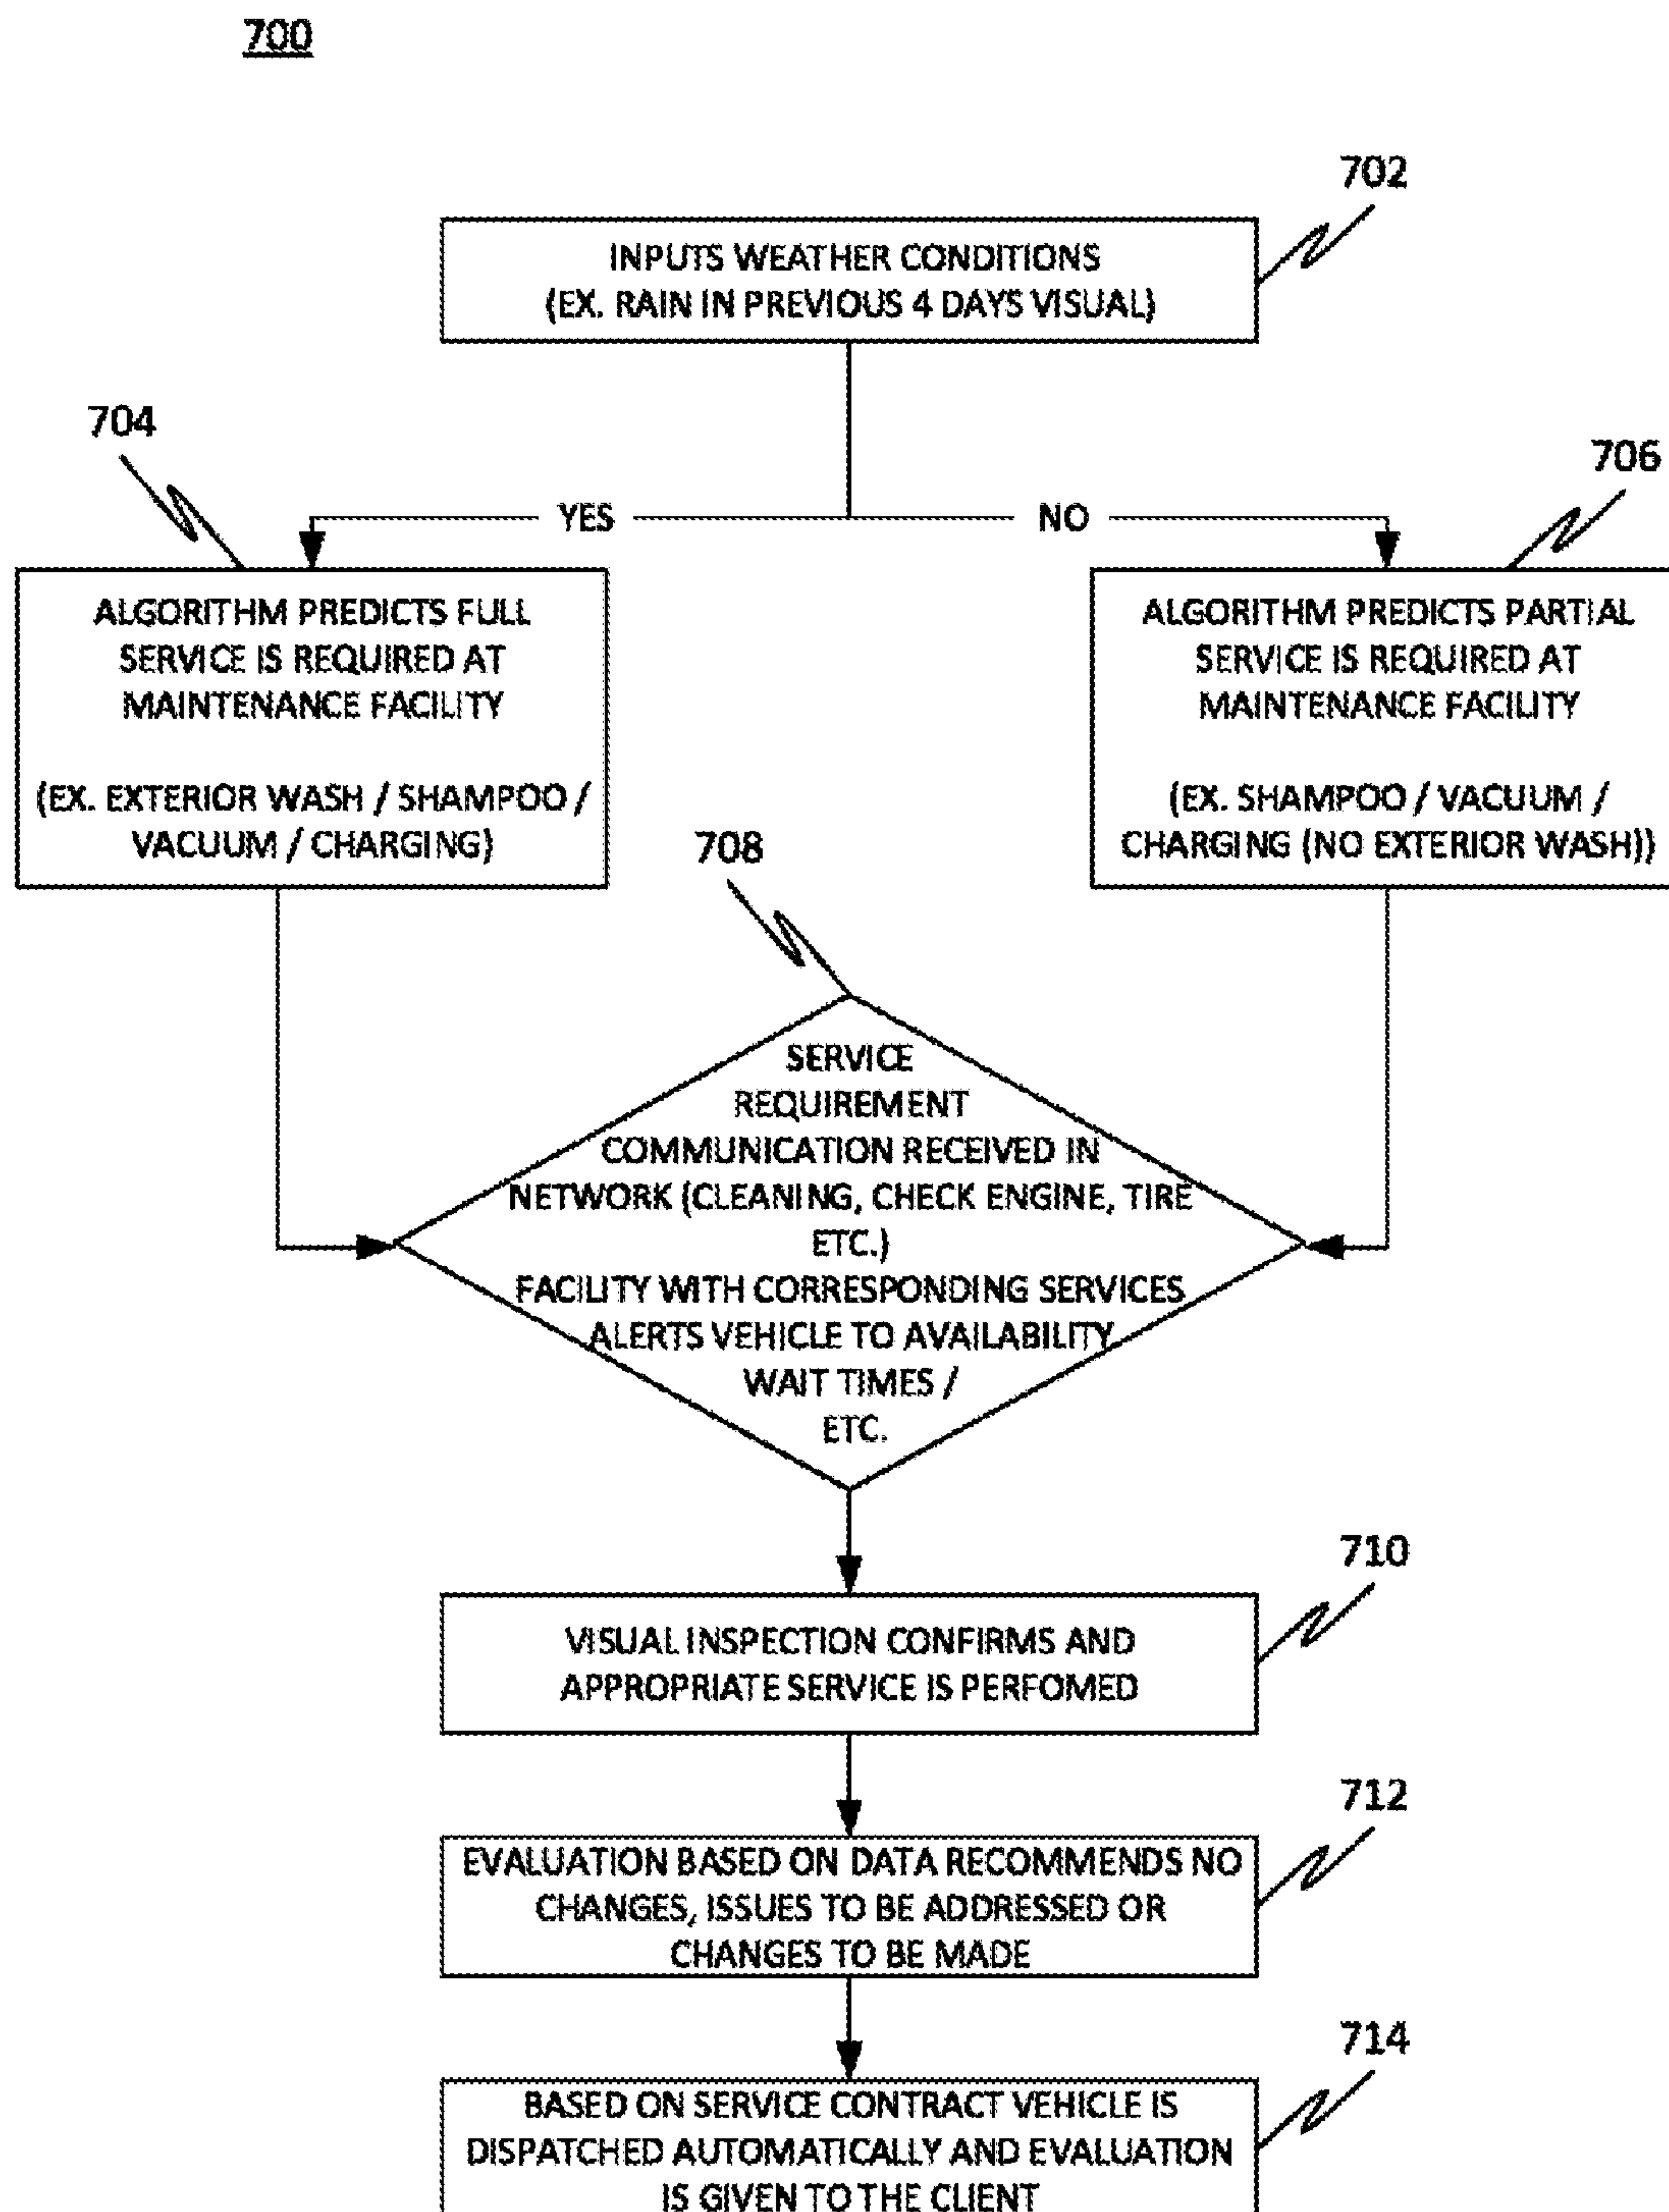 700
702
INPUTS WEATHER CONDITIONS
(EX. RAIN IN PREVIOUS 4 DAYS VISUAL)
704
706
YES
NO
ALGORITHM PREDICTS FULL
SERVICE IS REQUIRED AT
MAINTENANCE FACILITY
(EX. EXTERIOR WASH / SHAMPOO /
VACUUM / CHARGING)
ALGORITHM PREDICTS PARTIAL
SERVICE IS REQUIRED AT
MAINTENANCE FACILITY
(EX. SHAMPOO / VACUUM /
CHARGING (NO EXTERIOR WASH))
708
SERVICE
REQUIREMENT
COMMUNICATION RECEIVED IN
NETWORK (CLEANING, CHECK ENGINE, TIRE
ETC.)
FACILITY WITH CORRESPONDING SERVICES
ALERTS VEHICLE TO AVAILABILITY
WAIT TIMES /
ETC.
710
VISUAL INSPECTION CONFIRMS AND
APPROPRIATE SERVICE IS PERFOMED
712
EVALUATION BASED ON DATA RECOMMENDS NO
CHANGES, ISSUES TO BE ADDRESSED OR
CHANGES TO BE MADE
714
BASED ON SERVICE CONTRACT VEHICLE IS
DISPATCHED AUTOMATICALLY AND EVALUATION
IS GIVEN TO THE CLIENT